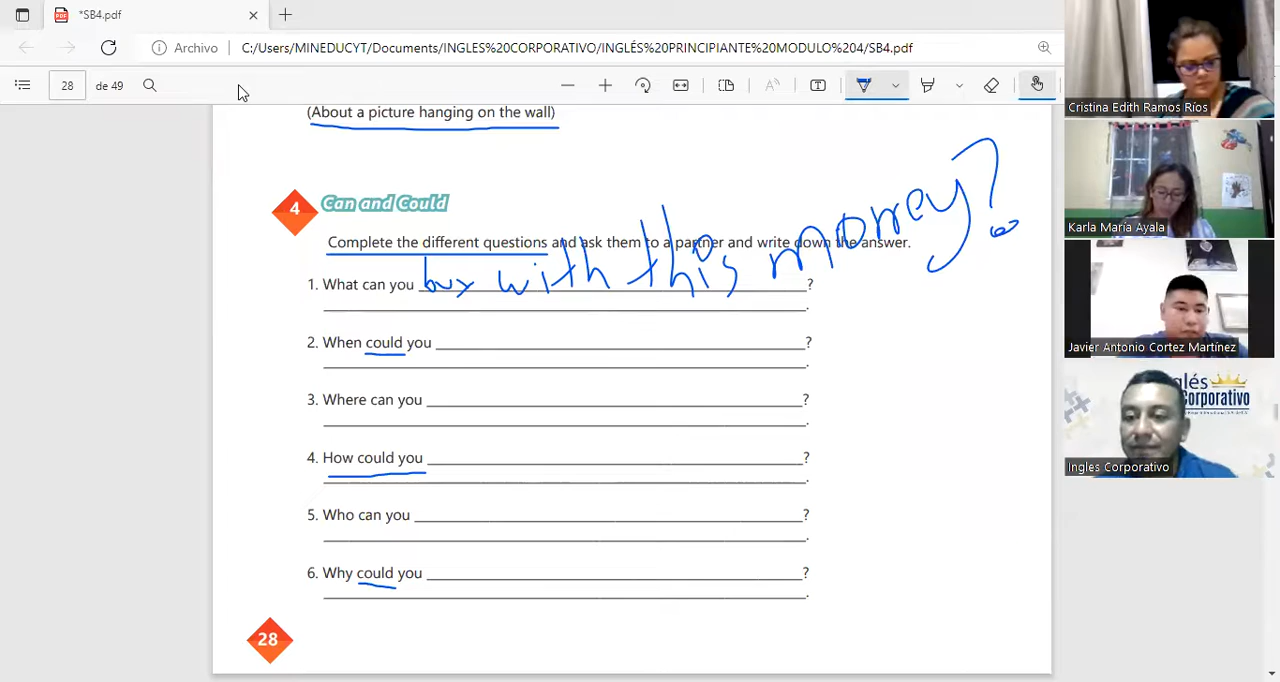 *SB4.pdf
Archivo
C:/Users/MINEDUCYT/Documents/INGLES%20CORPORATIVO/INGLÉS%20PRINCIPIANTE%20MODULO%204/SB4.pdf
28 de 49
(About a picture hanging on the wall)
4 Can and Could
Complete the different questions and ask them to a partner and write down the answer.
1. What can you buy with this money? ?
.
2. When could you ?
.
3. Where can you ?
.
4. How could you ?
.
5. Who can you ?
.
6. Why could you ?
.
28
Cristina Edith Ramos Ríos
Karla María Ayala
Javier Antonio Cortez Martínez
Corporativo
Ingles Corporativo